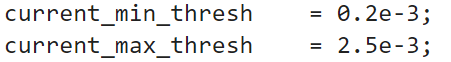 current_min_thresh    = 0.2e-3;
current_max_thresh    = 2.5e-3;